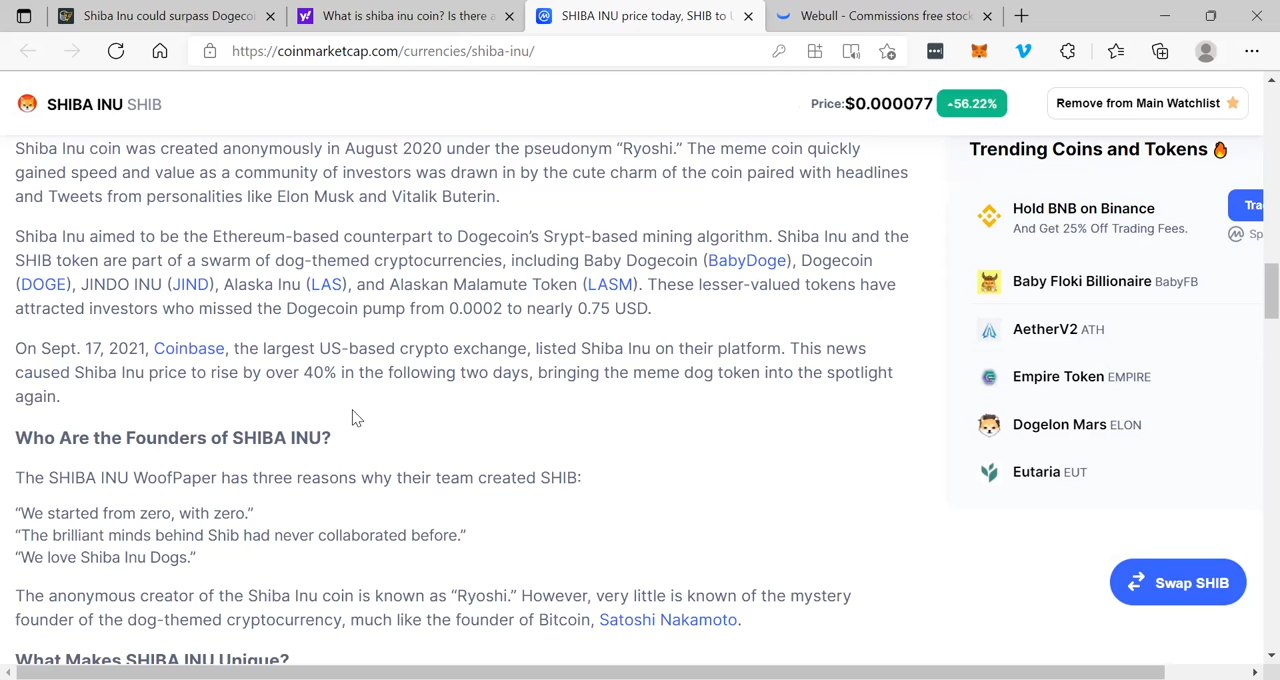 Shiba Inu could surpass Dogecoi
What is shiba inu coin? Is there a
SHIBA INU price today, SHIB to U
Webull - Commissions free stock
https://coinmarketcap.com/currencies/shiba-inu/
SHIBA INU SHIB
Price:$0.000077
56.22%
Remove from Main Watchlist
Shiba Inu coin was created anonymously in August 2020 under the pseudonym “Ryoshi.” The meme coin quickly
gained speed and value as a community of investors was drawn in by the cute charm of the coin paired with headlines
and Tweets from personalities like Elon Musk and Vitalik Buterin.
Shiba Inu aimed to be the Ethereum-based counterpart to Dogecoin’s Srypt-based mining algorithm. Shiba Inu and the
SHIB token are part of a swarm of dog-themed cryptocurrencies, including Baby Dogecoin (BabyDoge), Dogecoin
(DOGE), JINDO INU (JIND), Alaska Inu (LAS), and Alaskan Malamute Token (LASM). These lesser-valued tokens have
attracted investors who missed the Dogecoin pump from 0.0002 to nearly 0.75 USD.
On Sept. 17, 2021, Coinbase, the largest US-based crypto exchange, listed Shiba Inu on their platform. This news
caused Shiba Inu price to rise by over 40% in the following two days, bringing the meme dog token into the spotlight
again.
Who Are the Founders of SHIBA INU?
The SHIBA INU WoofPaper has three reasons why their team created SHIB:
“We started from zero, with zero.”
“The brilliant minds behind Shib had never collaborated before.”
“We love Shiba Inu Dogs.”
The anonymous creator of the Shiba Inu coin is known as “Ryoshi.” However, very little is known of the mystery
founder of the dog-themed cryptocurrency, much like the founder of Bitcoin, Satoshi Nakamoto.
What Makes SHIBA INU Unique?
Trending Coins and Tokens
Hold BNB on Binance
And Get 25% Off Trading Fees.
Tra
Sp
Baby Floki Billionaire BabyFB
AetherV2 ATH
Empire Token EMPIRE
Dogelon Mars ELON
Eutaria EUT
Swap SHIB